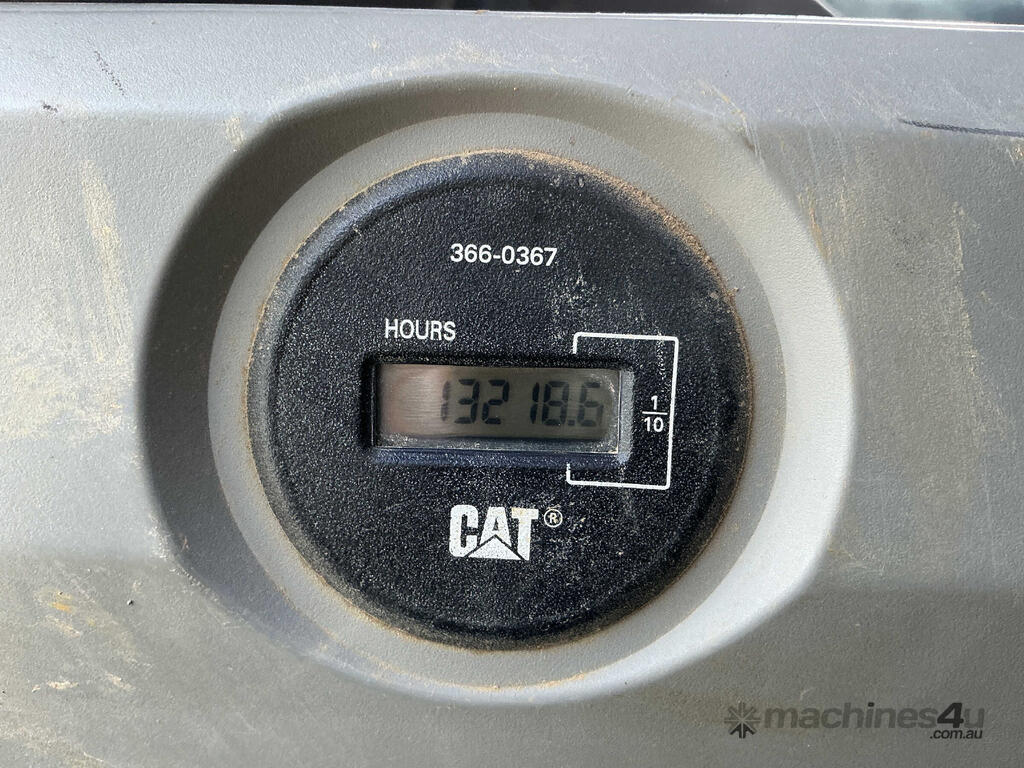 366-0367
HOURS
13218.6
1
10
CAT®
machines4u
.com.au